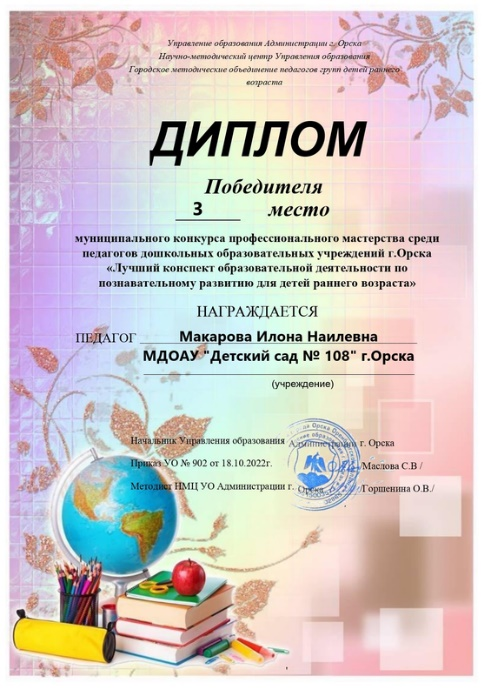 Управление образования Администрации г. Орска
Научно-методический центр Управления образования
Городское методические объединение педагогов групп детей раннего
возраста
ДИПЛОМ
Победителя
3 место
муниципального конкурса профессионального мастерства среди
педагогов дошкольных образовательных учреждений г.Орска
«Лучший конспект образовательной деятельности по
познавательному развитию для детей раннего возраста»
НАГРАЖДАЕТСЯ
ПЕДАГОГ Макарова Илона Наилевна
МДОАУ "Детский сад № 108" г.Орска
(учреждение)
Начальник Управления образования Администрации г. Орска
Приказ УО № 902 от 18.10.2022г. /Маслова С.В /
Методист НМЦ УО Администрации г. Орска /Горшенина О.В./